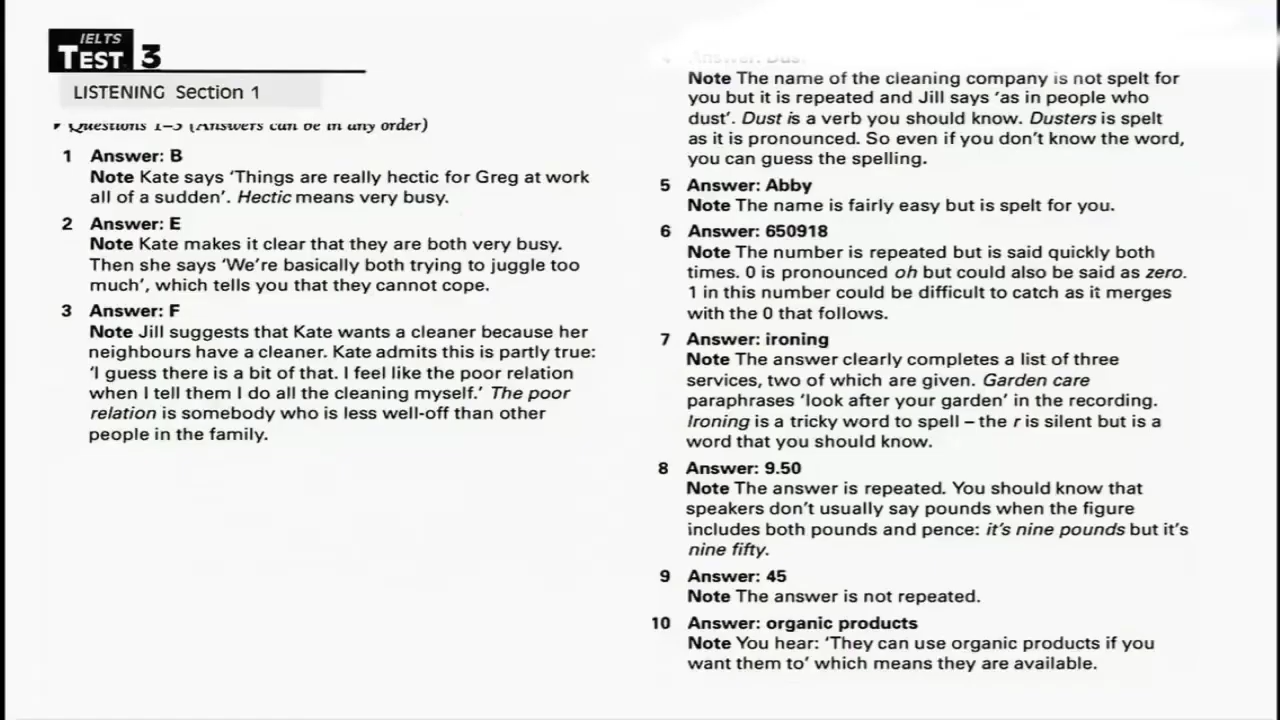 IELTS
TEST 3
LISTENING Section 1
Questions 1–3 (Answers can be in any order)
1 Answer: B
Note Kate says 'Things are really hectic for Greg at work
all of a sudden'. Hectic means very busy.
2 Answer: E
Note Kate makes it clear that they are both very busy.
Then she says 'We're basically both trying to juggle too
much', which tells you that they cannot cope.
3 Answer: F
Note Jill suggests that Kate wants a cleaner because her
neighbours have a cleaner. Kate admits this is partly true:
'I guess there is a bit of that. I feel like the poor relation
when I tell them I do all the cleaning myself.' The poor
relation is somebody who is less well-off than other
people in the family.
Note The name of the cleaning company is not spelt for
you but it is repeated and Jill says 'as in people who
dust'. Dust is a verb you should know. Dusters is spelt
as it is pronounced. So even if you don't know the word,
you can guess the spelling.
5 Answer: Abby
Note The name is fairly easy but is spelt for you.
6 Answer: 650918
Note The number is repeated but is said quickly both
times. 0 is pronounced oh but could also be said as zero.
1 in this number could be difficult to catch as it merges
with the 0 that follows.
7 Answer: ironing
Note The answer clearly completes a list of three
services, two of which are given. Garden care
paraphrases 'look after your garden' in the recording.
Ironing is a tricky word to spell – the r is silent but is a
word that you should know.
8 Answer: 9.50
Note The answer is repeated. You should know that
speakers don't usually say pounds when the figure
includes both pounds and pence: it's nine pounds but it's
nine fifty.
9 Answer: 45
Note The answer is not repeated.
10 Answer: organic products
Note You hear: 'They can use organic products if you
want them to' which means they are available.